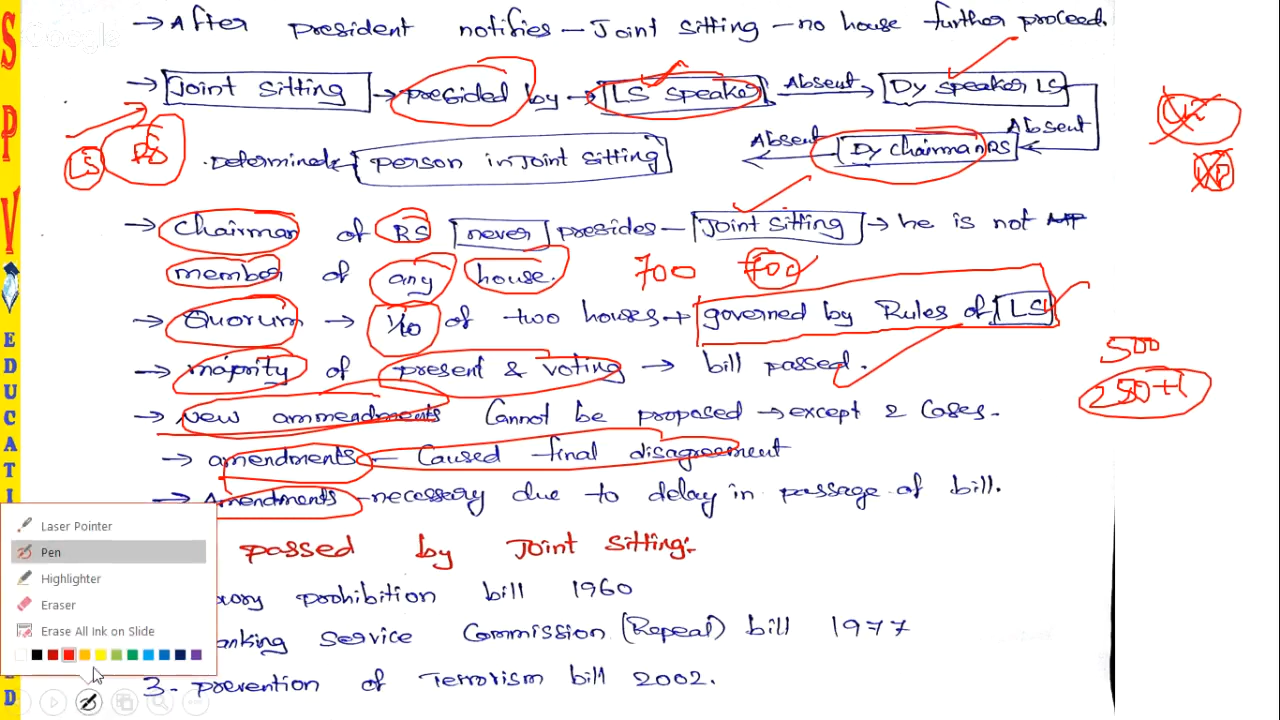 → After president notifies – Joint sitting – no house further proceed.
→ Joint sitting → presided by → LS speaker Absent → Dy speaker LS
Absent
LS RS Determined ← person in Joint sitting Absent ← Dy chairman RS
→ chairman of RS never presides – Joint sitting → he is not MP
member of any house. 700 700
→ Quorum → 1/10 of two houses → governed by Rules of LS
500
→ majority of present & voting → bill passed.
250+1
→ New ammendments Cannot be proposed → except 2 Cases.
→ amendments – Caused final disagreement
→ Amendments – necessary due to delay in passage of bill.
passed by Joint sitting:-
prohibition bill 1960
anking service Commission (Repeal) bill 1977
3. prevention of Terrorism bill 2002.
SPV
EDUCATI
D
Google
Laser Pointer
Pen
Highlighter
Eraser
Erase All Ink on Slide